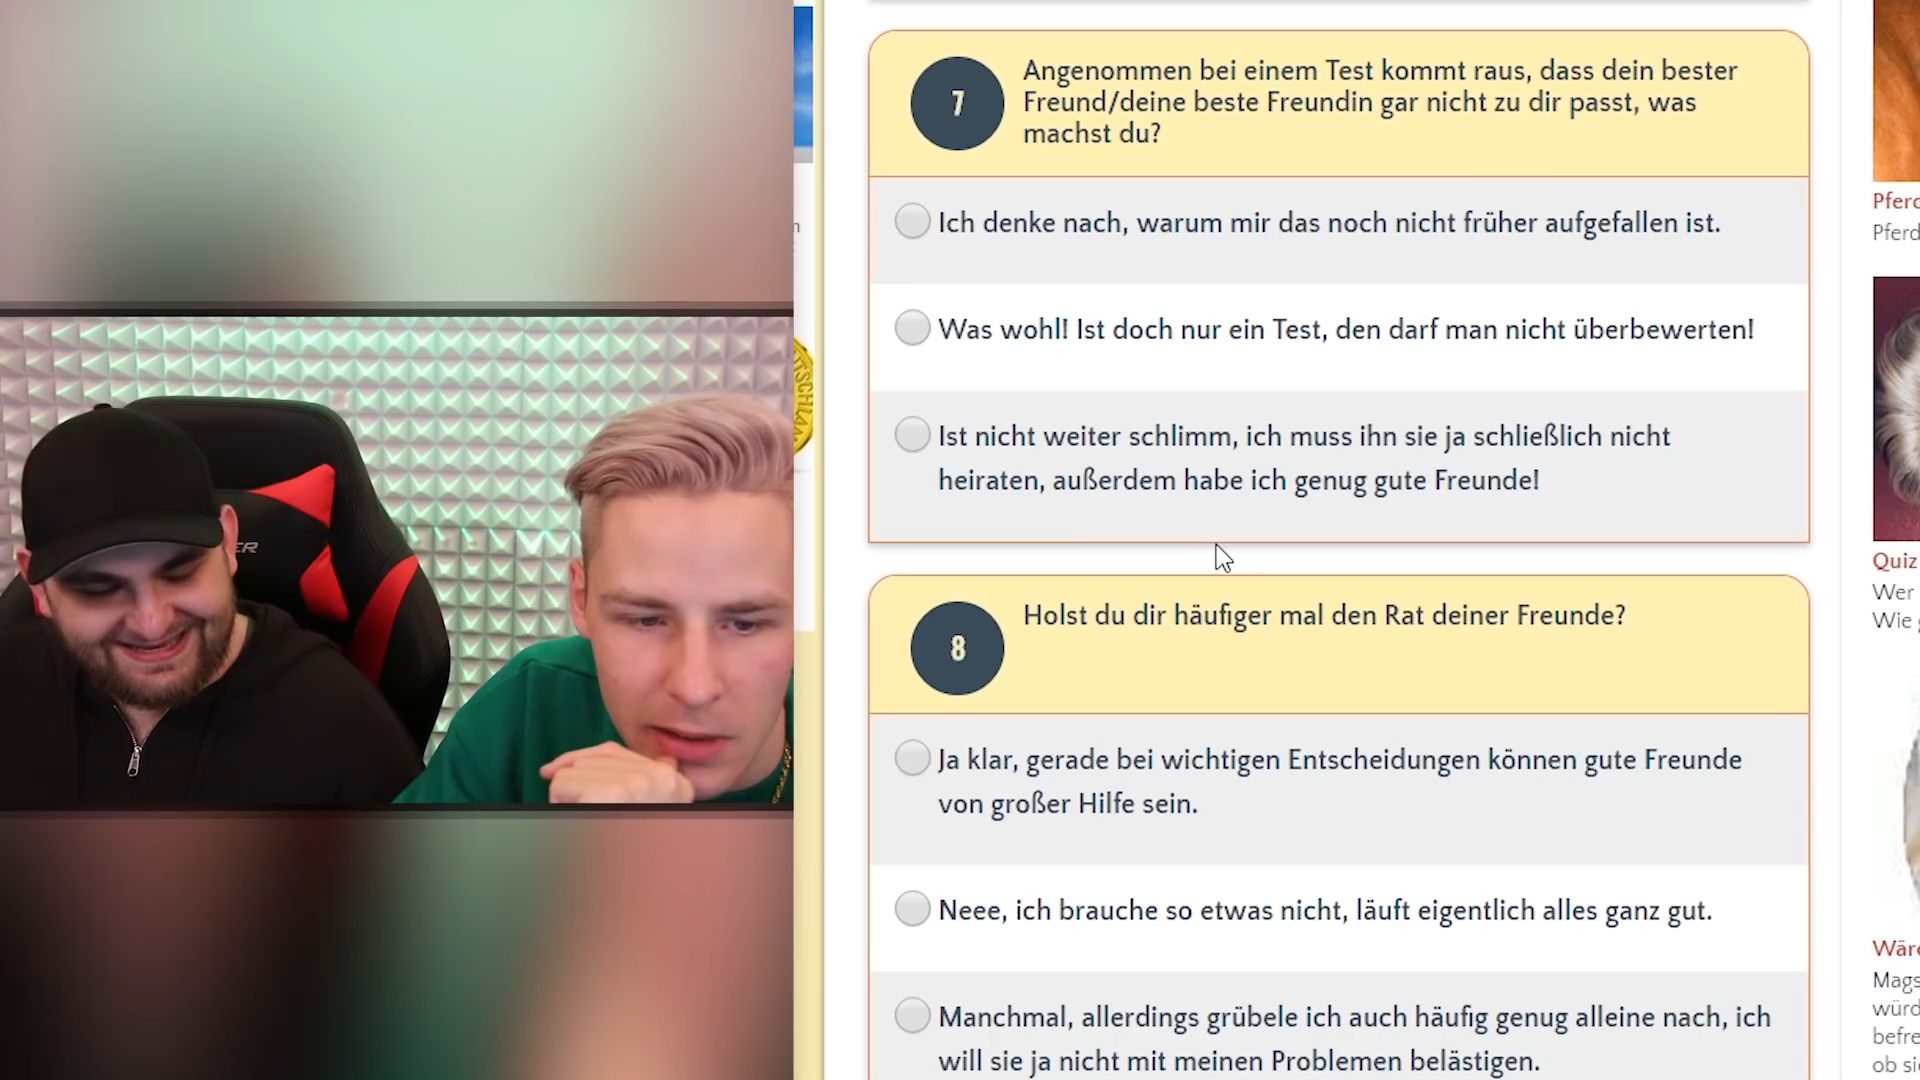 7
Angenommen bei einem Test kommt raus, dass dein bester
Freund/deine beste Freundin gar nicht zu dir passt, was
machst du?
Ich denke nach, warum mir das noch nicht früher aufgefallen ist.
Was wohl! Ist doch nur ein Test, den darf man nicht überbewerten!
Ist nicht weiter schlimm, ich muss ihn sie ja schließlich nicht
heiraten, außerdem habe ich genug gute Freunde!
8
Holst du dir häufiger mal den Rat deiner Freunde?
Ja klar, gerade bei wichtigen Entscheidungen können gute Freunde
von großer Hilfe sein.
Neee, ich brauche so etwas nicht, läuft eigentlich alles ganz gut.
Manchmal, allerdings grübele ich auch häufig genug alleine nach, ich
will sie ja nicht mit meinen Problemen belästigen.
Quiz
Wer
Wie
ob